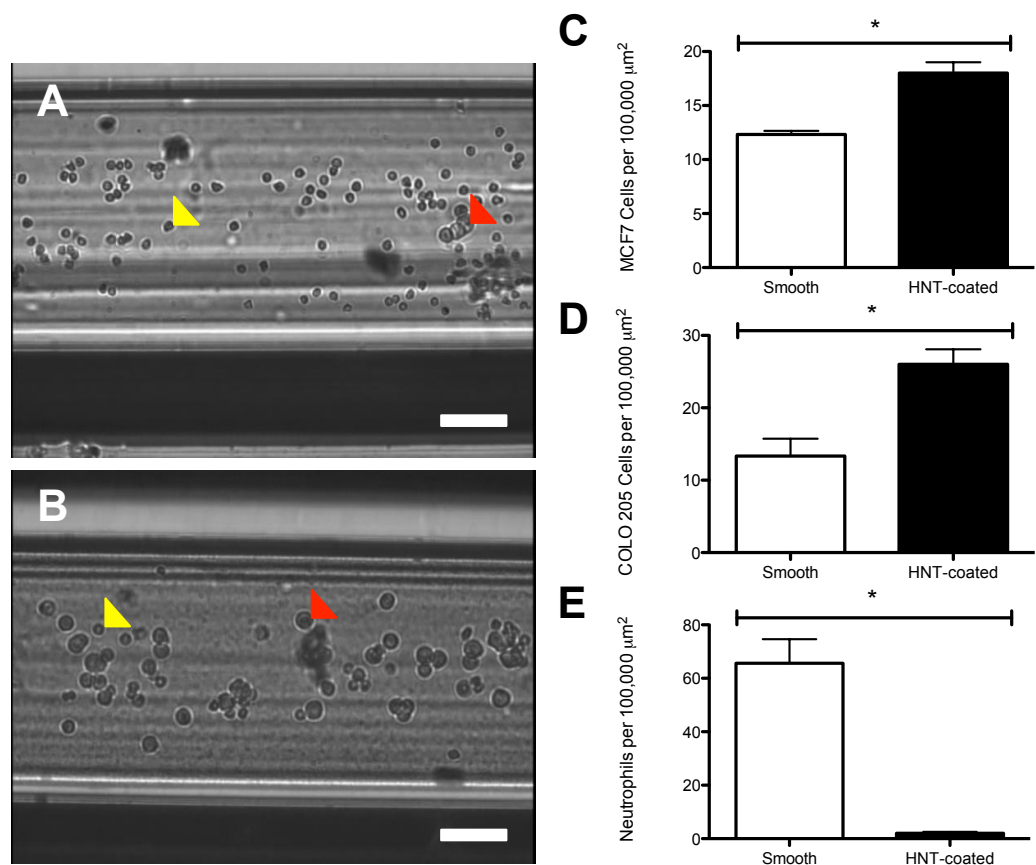 A
B
C
*
MCF7 Cells per 100,000 μm²
20
15
10
5
0
Smooth HNT-coated
D
*
COLO 205 Cells per 100,000 μm²
30
20
10
0
Smooth HNT-coated
E
*
Neutrophils per 100,000 μm²
80
60
40
20
0
Smooth HNT-coated